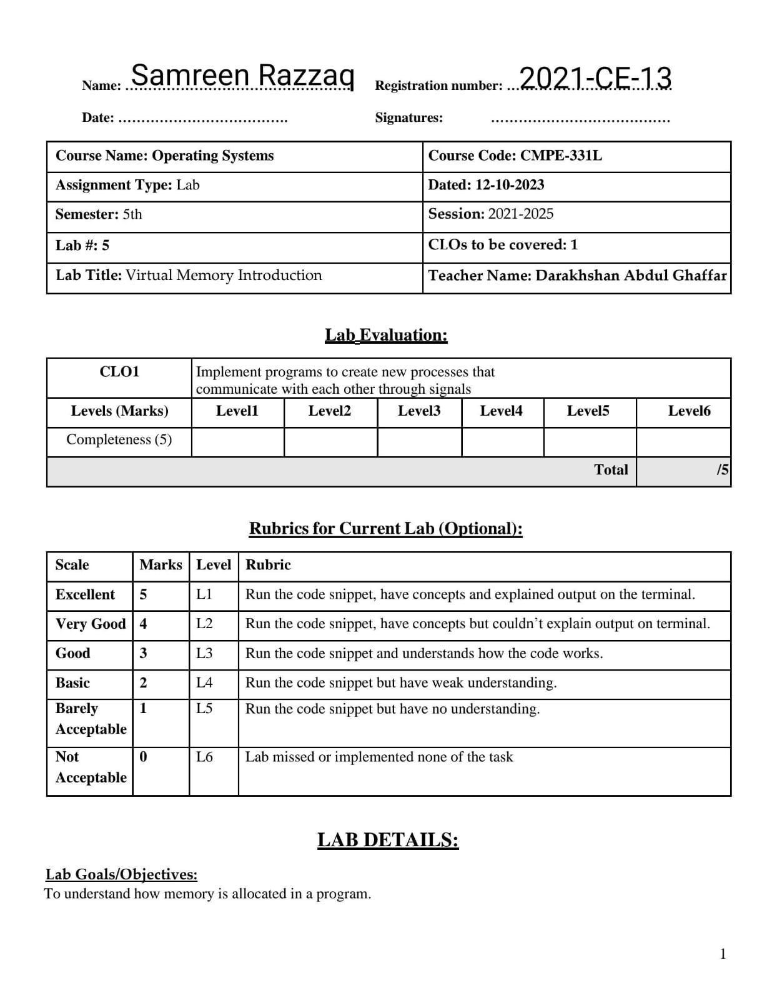 Name: ..Samreen Razzaq Registration number: ...2021-CE-13
Date: ………………………………. Signatures: …………………………………
Course Name: Operating Systems Course Code: CMPE-331L
Assignment Type: Lab Dated: 12-10-2023
Semester: 5th Session: 2021-2025
Lab #: 5 CLOs to be covered: 1
Lab Title: Virtual Memory Introduction Teacher Name: Darakhshan Abdul Ghaffar
Lab Evaluation:
CLO1 Implement programs to create new processes that
communicate with each other through signals
Levels (Marks) Level1 Level2 Level3 Level4 Level5 Level6
Completeness (5)
Total /5
Rubrics for Current Lab (Optional):
Scale Marks Level Rubric
Excellent 5 L1 Run the code snippet, have concepts and explained output on the terminal.
Very Good 4 L2 Run the code snippet, have concepts but couldn’t explain output on terminal.
Good 3 L3 Run the code snippet and understands how the code works.
Basic 2 L4 Run the code snippet but have weak understanding.
Barely 1 L5 Run the code snippet but have no understanding.
Acceptable
Not 0 L6 Lab missed or implemented none of the task
Acceptable
LAB DETAILS:
Lab Goals/Objectives:
To understand how memory is allocated in a program.
1